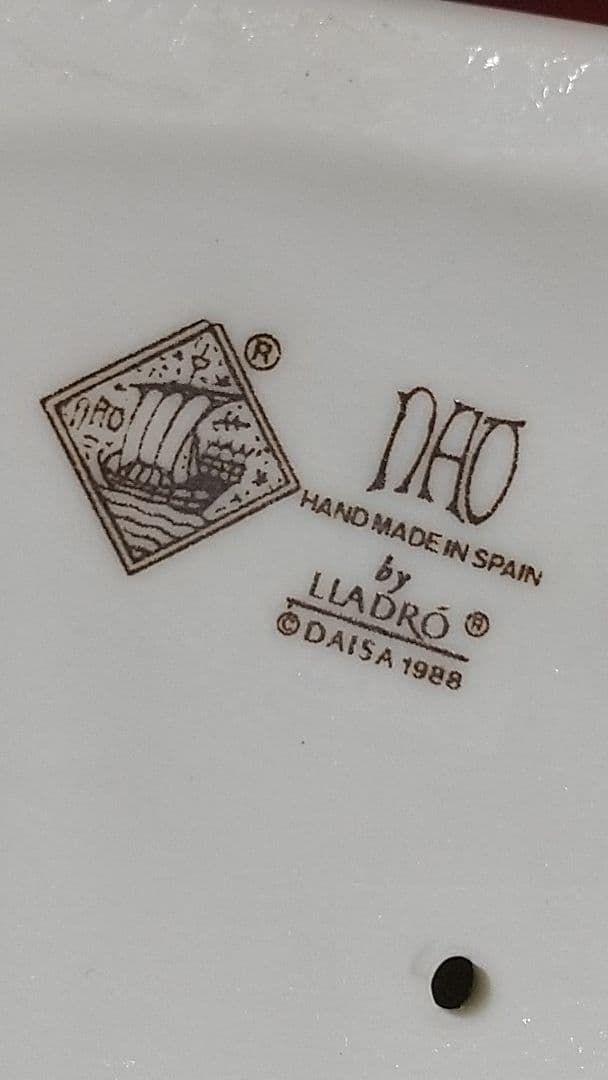 NAO
®
NAO
HAND MADE IN SPAIN
by
LLADRÓ ®
© DAISA 1988